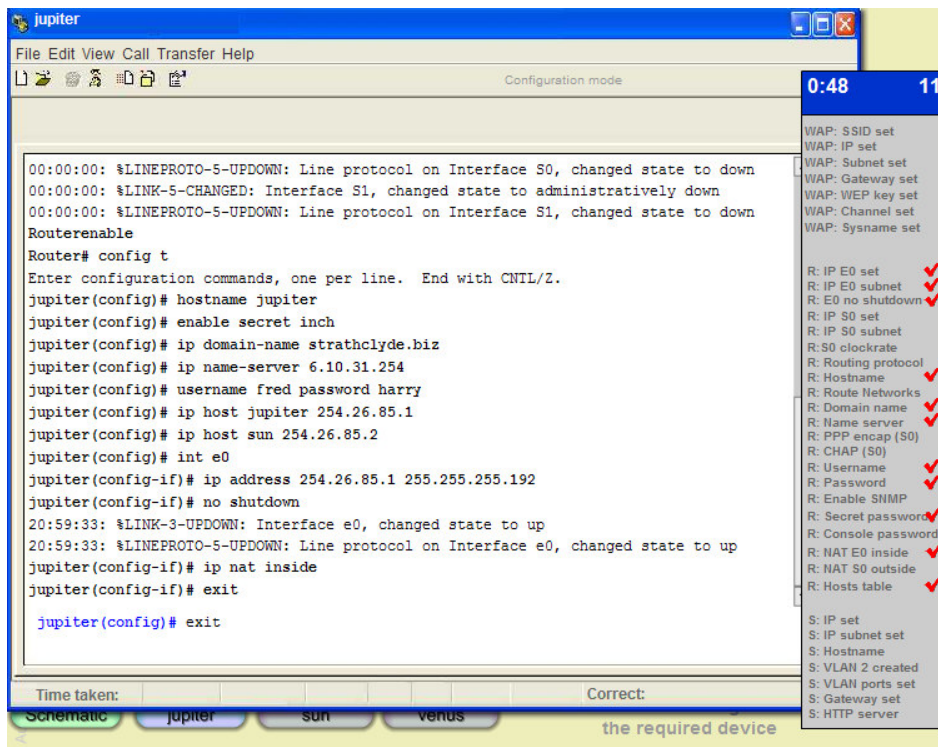 jupiter
File Edit View Call Transfer Help
Configuration mode
00:00:00: %LINEPROTO-5-UPDOWN: Line protocol on Interface S0, changed state to down
00:00:00: %LINK-5-CHANGED: Interface S1, changed state to administratively down
00:00:00: %LINEPROTO-5-UPDOWN: Line protocol on Interface S1, changed state to down
Routerenable
Router# config t
Enter configuration commands, one per line. End with CNTL/Z.
jupiter(config)# hostname jupiter
jupiter(config)# enable secret inch
jupiter(config)# ip domain-name strathclyde.biz
jupiter(config)# ip name-server 6.10.31.254
jupiter(config)# username fred password harry
jupiter(config)# ip host jupiter 254.26.85.1
jupiter(config)# ip host sun 254.26.85.2
jupiter(config)# int e0
jupiter(config-if)# ip address 254.26.85.1 255.255.255.192
jupiter(config-if)# no shutdown
20:59:33: %LINK-3-UPDOWN: Interface e0, changed state to up
20:59:33: %LINEPROTO-5-UPDOWN: Line protocol on Interface e0, changed state to up
jupiter(config-if)# ip nat inside
jupiter(config-if)# exit
jupiter(config)# exit
Time taken: Correct:
Schematic jupiter sun venus
the required device
0:48 11
WAP: SSID set
WAP: IP set
WAP: Subnet set
WAP: Gateway set
WAP: WEP key set
WAP: Channel set
WAP: Sysname set
R: IP E0 set
R: IP E0 subnet
R: E0 no shutdown
R: IP S0 set
R: IP S0 subnet
R:S0 clockrate
R: Routing protocol
R: Hostname
R: Route Networks
R: Domain name
R: Name server
R: PPP encap (S0)
R: CHAP (S0)
R: Username
R: Password
R: Enable SNMP
R: Secret password
R: Console password
R: NAT E0 inside
R: NAT S0 outside
R: Hosts table
S: IP set
S: IP subnet set
S: Hostname
S: VLAN 2 created
S: VLAN ports set
S: Gateway set
S: HTTP server